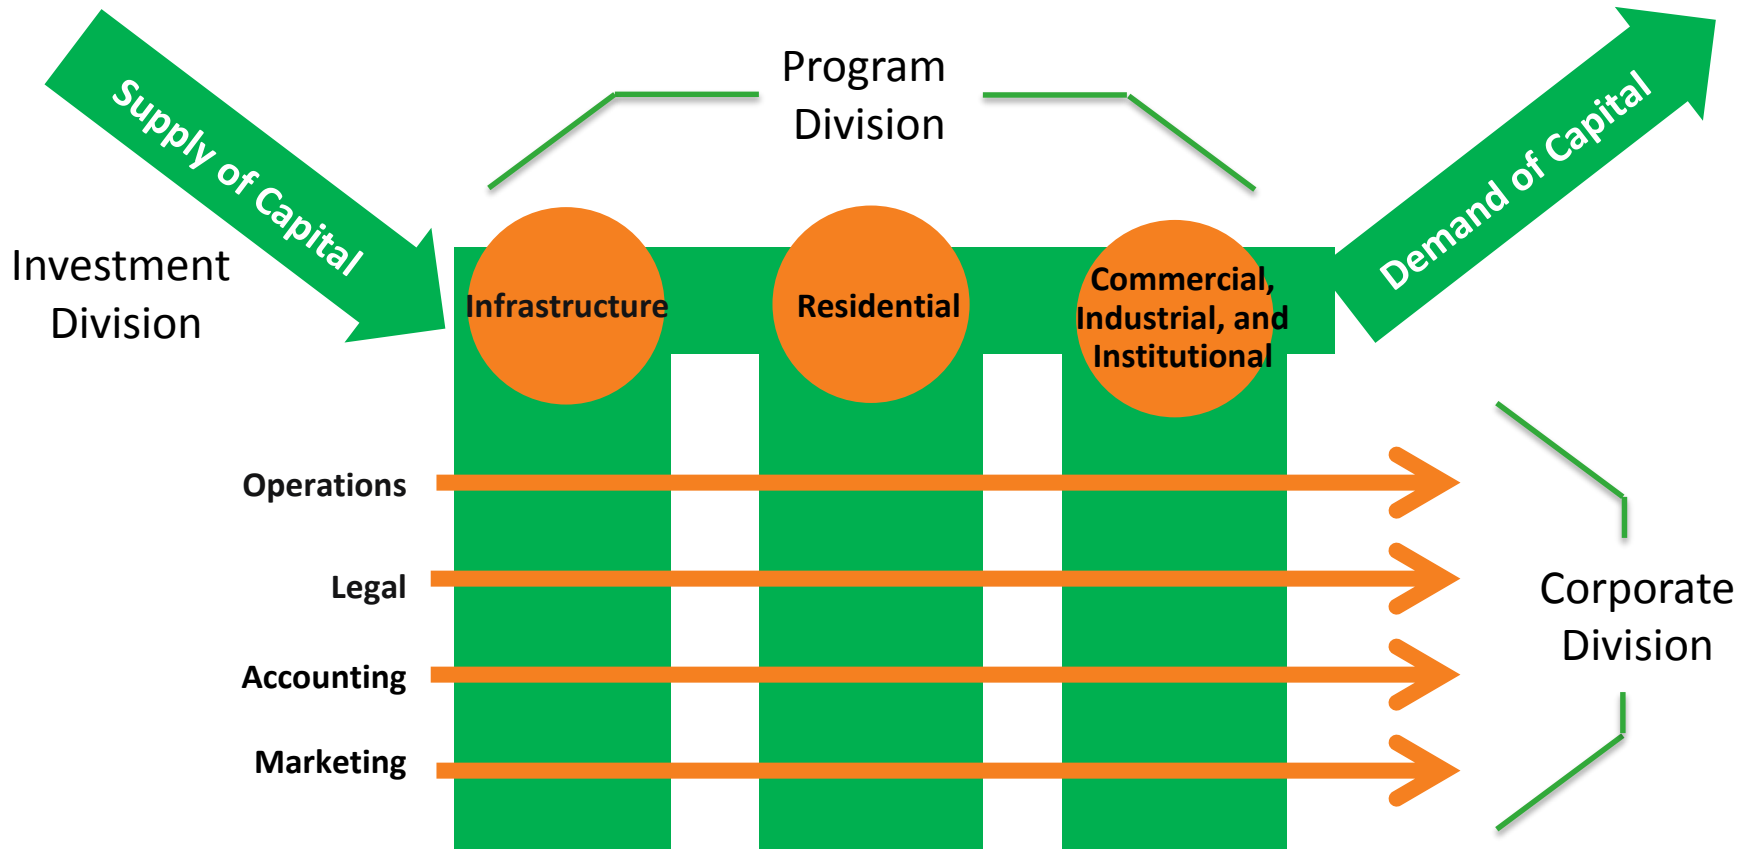 Program
Division
Supply of Capital
Demand of Capital
Investment
Division
Infrastructure
Residential
Commercial,
Industrial, and
Institutional
Operations
Legal
Accounting
Marketing
Corporate
Division